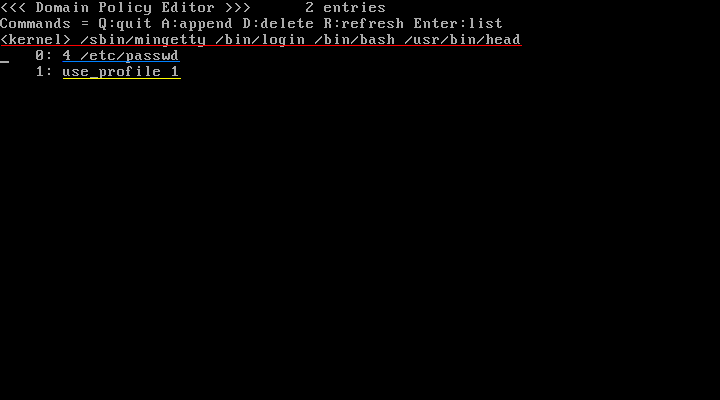 <<< Domain Policy Editor >>>      2 entries
Commands = Q:quit A:append D:delete R:refresh Enter:list
<kernel> /sbin/mingetty /bin/login /bin/bash /usr/bin/head
0: 4 /etc/passwd
1: use_profile 1